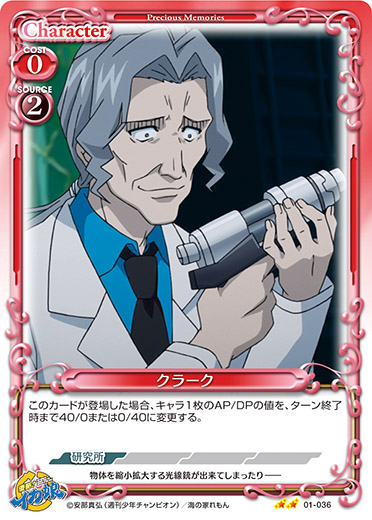 Precious Memories
Character
COST
0
SOURCE
2
クラーク
このカードが登場した場合、キャラ1枚のAP/DPの値を、ターン終了
時まで40/0または0/40に変更する。
研究所
物体を縮小拡大する光線銃が出来てしまったり──
侵略!イカ娘
©安部真弘(週刊少年チャンピオン)/海の家れもん
01-036